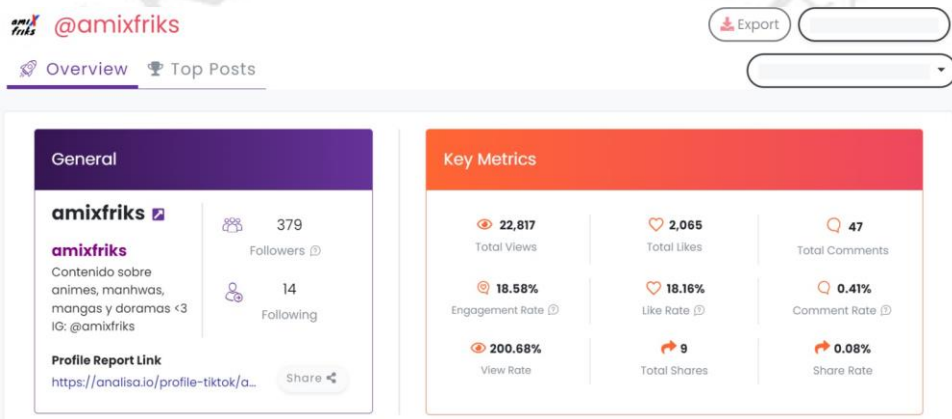 amix
friks
@amixfriks
Export
Overview
Top Posts
General
amixfriks
amixfriks
Contenido sobre
animes, manhwas,
mangas y doramas <3
IG: @amixfriks
379
Followers
14
Following
Profile Report Link
https://analisa.io/profile-tiktok/a...
Share
Key Metrics
22,817
Total Views
2,065
Total Likes
47
Total Comments
18.58%
Engagement Rate
18.16%
Like Rate
0.41%
Comment Rate
200.68%
View Rate
9
Total Shares
0.08%
Share Rate